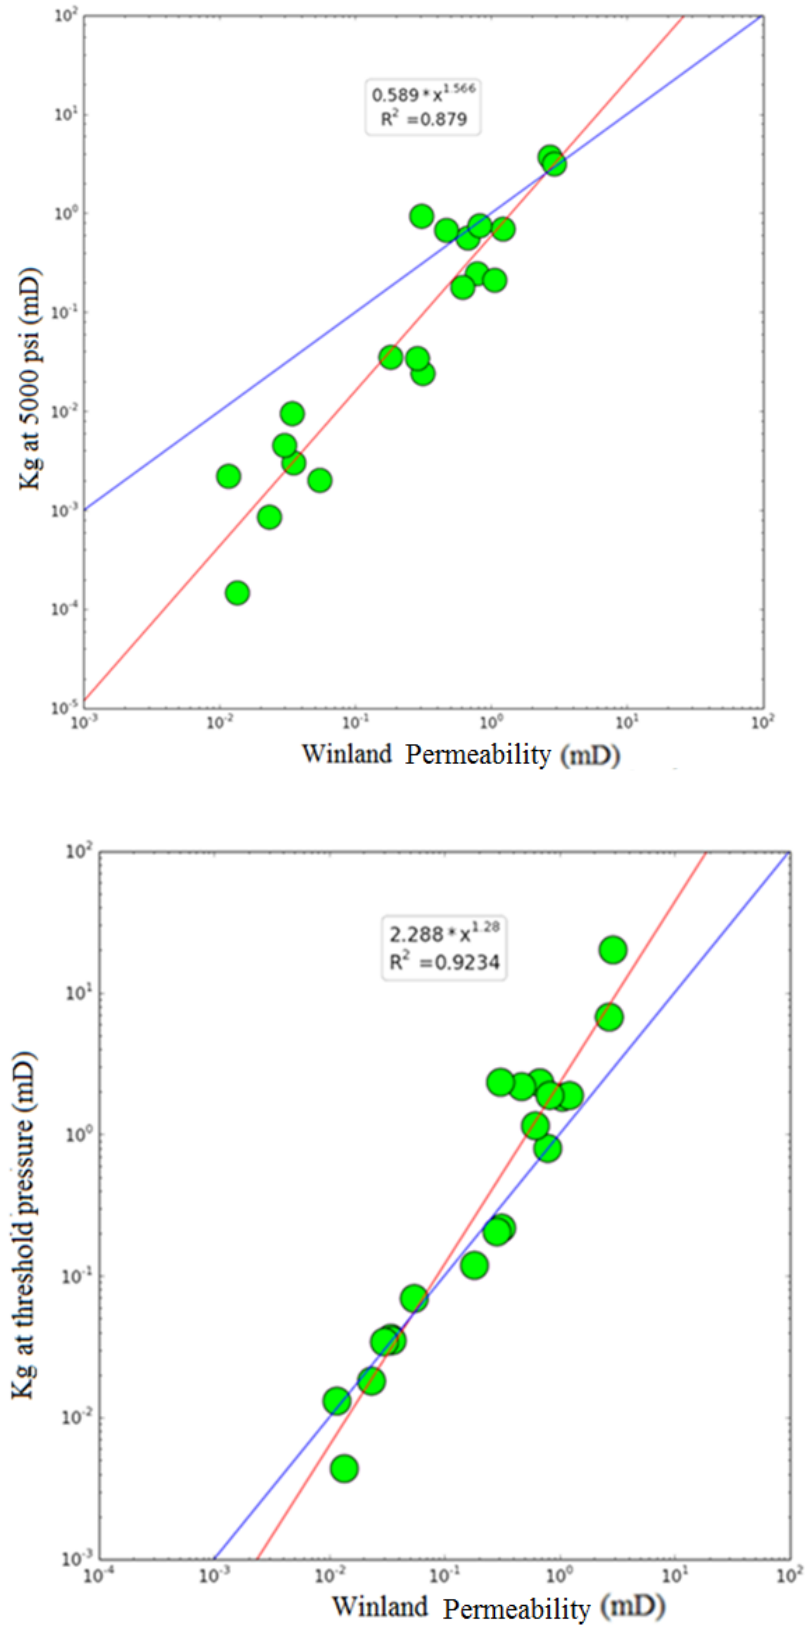 10²
0.589*x^1.566
R² =0.879
10¹
10⁰
10⁻¹
10⁻²
10⁻³
10⁻⁴
10⁻⁵
Kg at 5000 psi (mD)
10⁻³ 10⁻² 10⁻¹ 10⁰ 10¹ 10²
Winland Permeability (mD)
10²
2.288*x^1.28
R² =0.9234
10¹
10⁰
10⁻¹
10⁻²
10⁻³
Kg at threshold pressure (mD)
10⁻⁴ 10⁻³ 10⁻² 10⁻¹ 10⁰ 10¹ 10²
Winland Permeability (mD)